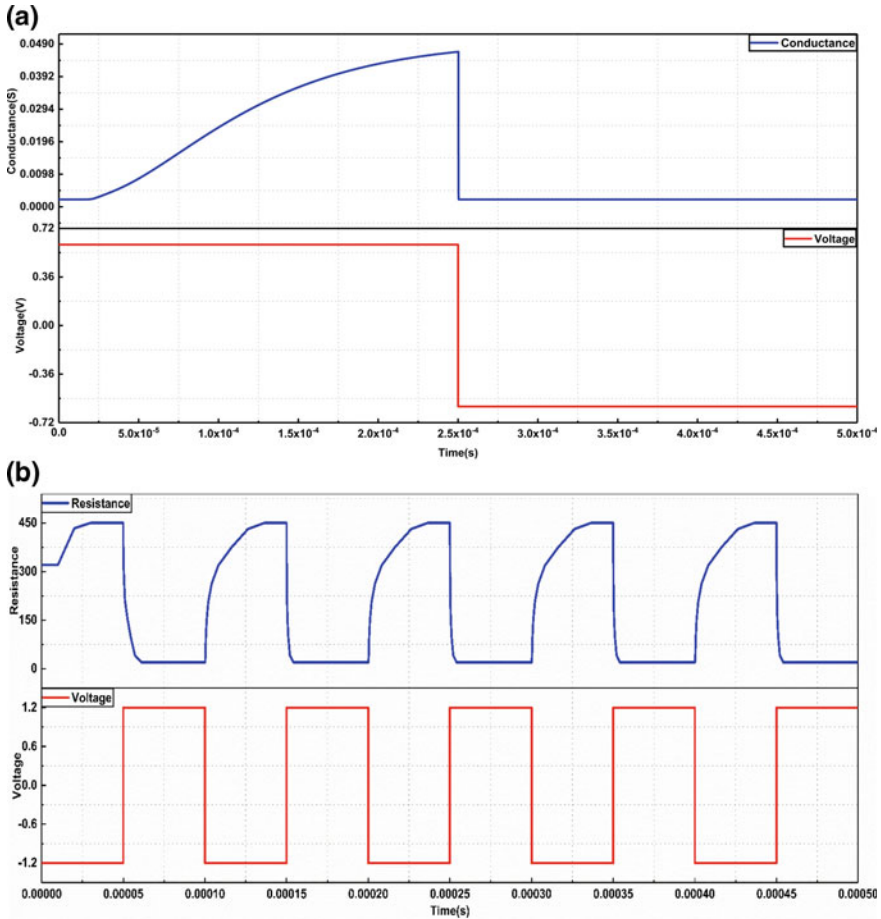 (a)
Conductance
0.0490
0.0392
0.0294
0.0196
0.0098
0.0000
Conductance(S)
Voltage
0.72
0.36
0.00
-0.36
-0.72
Voltage(V)
0.0 5.0x10⁻⁵ 1.0x10⁻⁴ 1.5x10⁻⁴ 2.0x10⁻⁴ 2.5x10⁻⁴ 3.0x10⁻⁴ 3.5x10⁻⁴ 4.0x10⁻⁴ 4.5x10⁻⁴ 5.0x10⁻⁴
Time(s)
(b)
Resistance
450
300
150
0
Resistance
Voltage
1.2
0.6
0.0
-0.6
-1.2
Voltage
0.00000 0.00005 0.00010 0.00015 0.00020 0.00025 0.00030 0.00035 0.00040 0.00045 0.00050
Time(s)